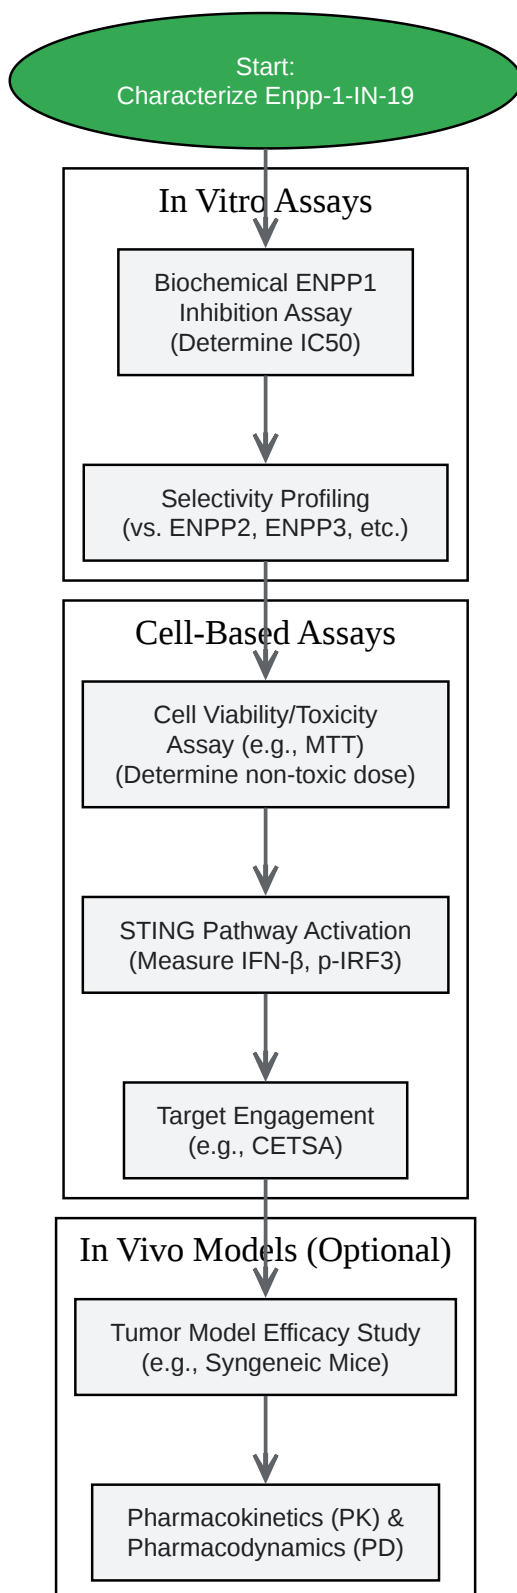 Start:
Characterize Enpp-1-IN-19
In Vitro Assays
Biochemical ENPP1
Inhibition Assay
(Determine IC50)
Selectivity Profiling
(vs. ENPP2, ENPP3, etc.)
Cell-Based Assays
Cell Viability/Toxicity
Assay (e.g., MTT)
(Determine non-toxic dose)
STING Pathway Activation
(Measure IFN-β, p-IRF3)
Target Engagement
(e.g., CETSA)
In Vivo Models (Optional)
Tumor Model Efficacy Study
(e.g., Syngeneic Mice)
Pharmacokinetics (PK) &
Pharmacodynamics (PD)